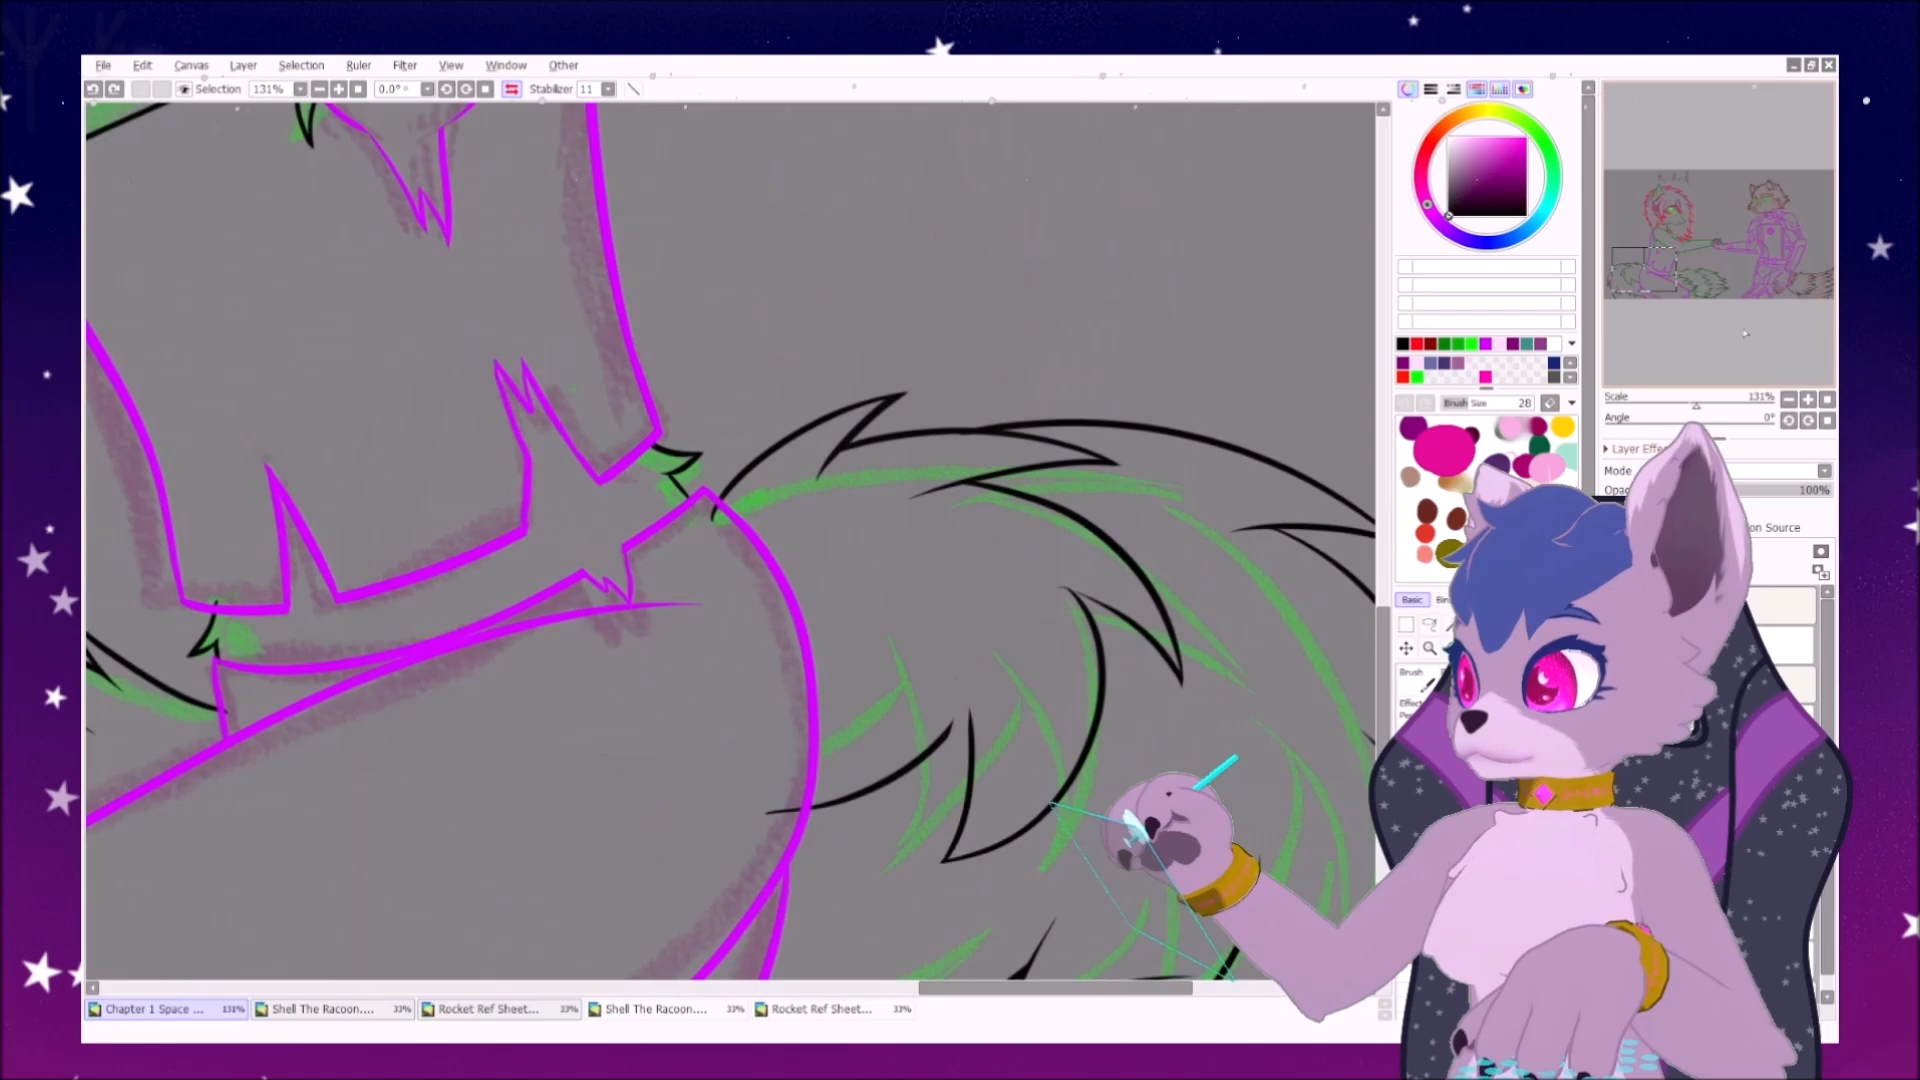 File Edit Canvas Layer Selection Ruler Filter View Window Other
Selection 131% 0.0° Stabilizer 11
Brush Size 28
Scale 131%
Angle 0°
Layer Effe
Mode
Opac 100%
on Source
Basic
Brush
Chapter 1 Space ... 131% Shell The Racoon.... 33% Rocket Ref Sheet... 33% Shell The Racoon.... 33% Rocket Ref Sheet... 33%